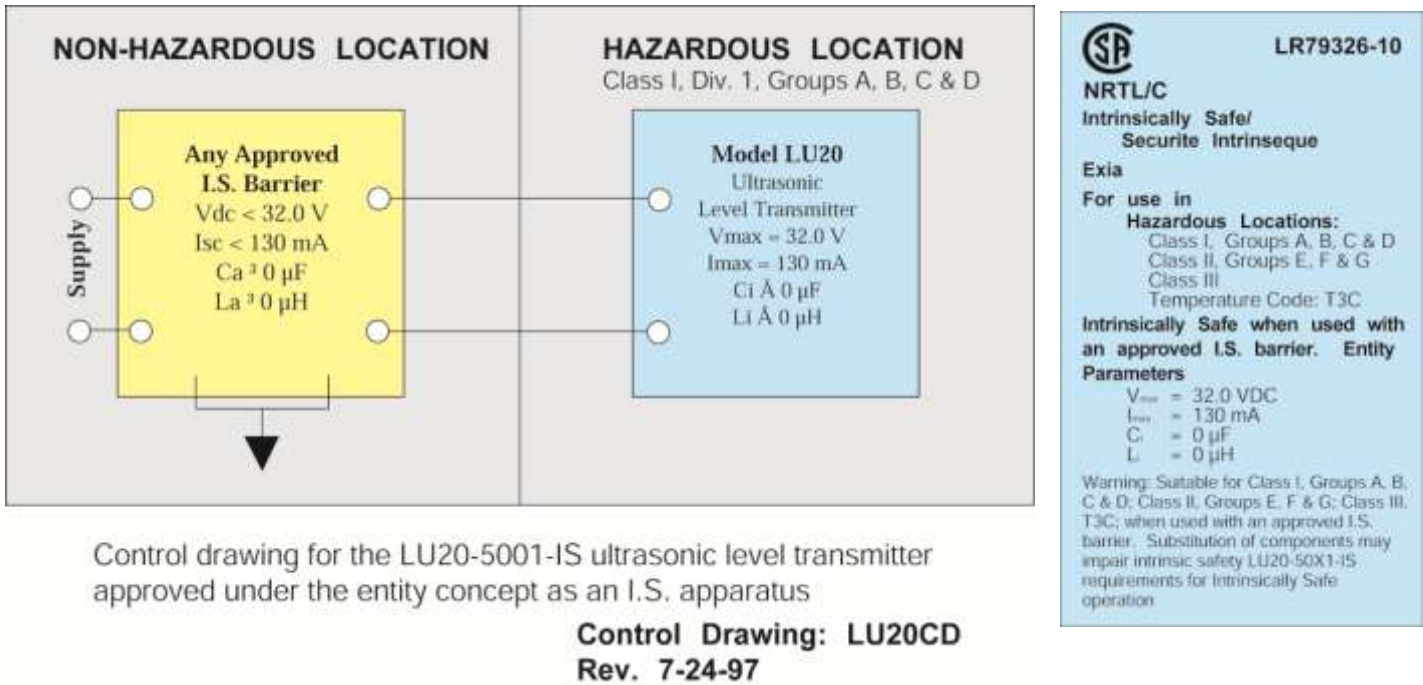 NON-HAZARDOUS LOCATION
HAZARDOUS LOCATION
Class I, Div. 1, Groups A, B, C & D
Supply
Any Approved
I.S. Barrier
Vdc < 32.0 V
Isc < 130 mA
Ca ³ 0 µF
La ³ 0 µH
Model LU20
Ultrasonic
Level Transmitter
Vmax = 32.0 V
Imax = 130 mA
Ci Å 0 µF
Li Å 0 µH
Control drawing for the LU20-5001-IS ultrasonic level transmitter
approved under the entity concept as an I.S. apparatus
Control Drawing: LU20CD
Rev. 7-24-97
SA LR79326-10
NRTL/C
Intrinsically Safe/
Securite Intrinseque
Exia
For use in
Hazardous Locations:
Class I, Groups A, B, C & D
Class II, Groups E, F & G
Class III
Temperature Code: T3C
Intrinsically Safe when used with
an approved I.S. barrier. Entity
Parameters
Vmax = 32.0 VDC
Imax = 130 mA
Ci = 0 µF
Li = 0 µH
Warning: Suitable for Class I, Groups A, B,
C & D; Class II, Groups E, F & G; Class III,
T3C; when used with an approved I.S.
barrier. Substitution of components may
impair intrinsic safety LU20-50X1-IS
requirements for Intrinsically Safe
operation